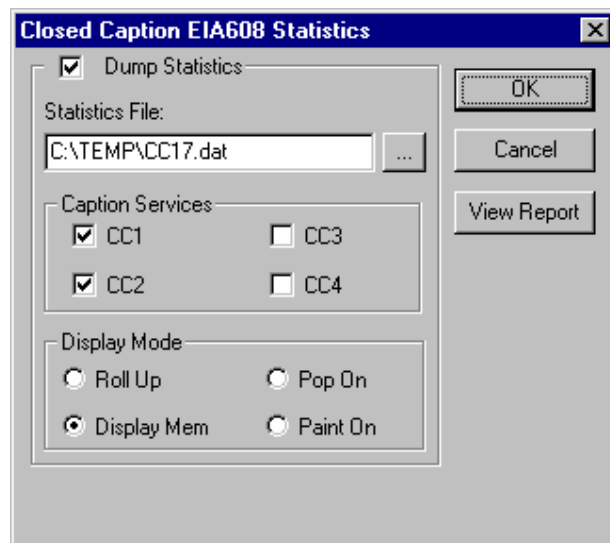 Closed Caption EIA608 Statistics
Dump Statistics
OK
Statistics File:
C:\TEMP\CC17.dat
...
Cancel
View Report
Caption Services
CC1
CC3
CC2
CC4
Display Mode
Roll Up
Pop On
Display Mem
Paint On